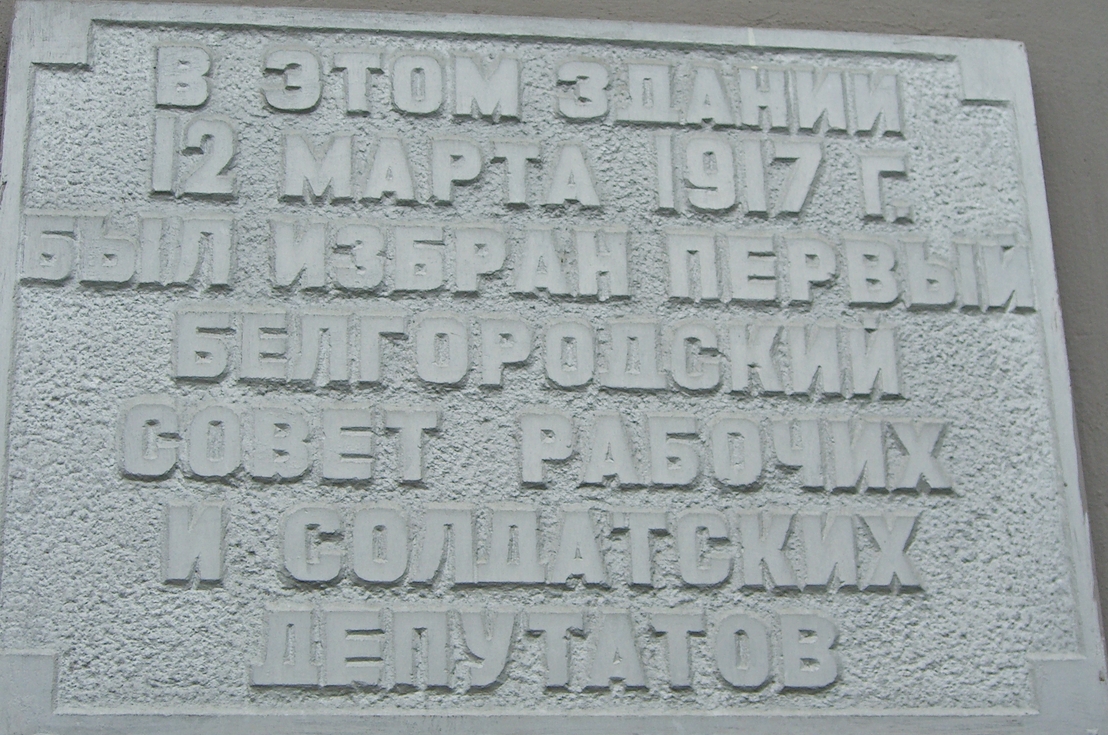 В ЭТОМ ЗДАНИИ
12 МАРТА 1917 Г.
БЫЛ ИЗБРАН ПЕРВЫЙ
БЕЛГОРОДСКИЙ
СОВЕТ РАБОЧИХ
И СОЛДАТСКИХ
ДЕПУТАТОВ